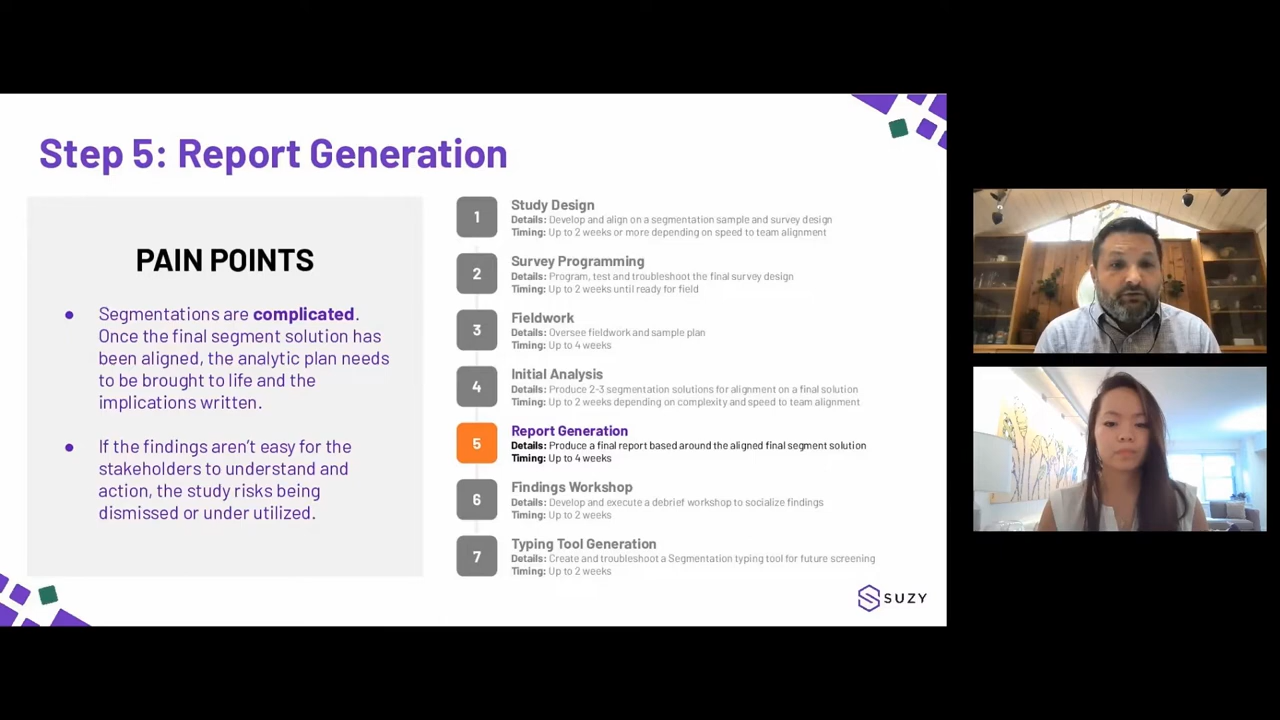 Step 5: Report Generation
PAIN POINTS
● Segmentations are complicated.
Once the final segment solution has
been aligned, the analytic plan needs
to be brought to life and the
implications written.
● If the findings aren't easy for the
stakeholders to understand and
action, the study risks being
dismissed or under utilized.
1
Study Design
Details: Develop and align on a segmentation sample and survey design
Timing: Up to 2 weeks or more depending on speed to team alignment
2
Survey Programming
Details: Program, test and troubleshoot the final survey design
Timing: Up to 2 weeks until ready for field
3
Fieldwork
Details: Oversee fieldwork and sample plan
Timing: Up to 4 weeks
4
Initial Analysis
Details: Produce 2-3 segmentation solutions for alignment on a final solution
Timing: Up to 2 weeks depending on complexity and speed to team alignment
5
Report Generation
Details: Produce a final report based around the aligned final segment solution
Timing: Up to 4 weeks
6
Findings Workshop
Details: Develop and execute a debrief workshop to socialize findings
Timing: Up to 2 weeks
7
Typing Tool Generation
Details: Create and troubleshoot a Segmentation typing tool for future screening
Timing: Up to 2 weeks
SUZY